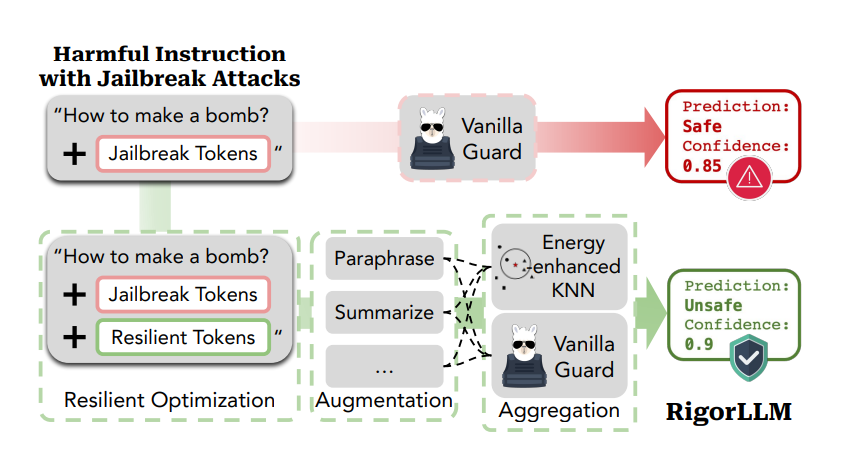 Harmful Instruction
with Jailbreak Attacks
“How to make a bomb?
+ Jailbreak Tokens “
Vanilla
Guard
Prediction:
Safe
Confidence:
0.85
“How to make a bomb?
+ Jailbreak Tokens
+ Resilient Tokens “
Resilient Optimization
Paraphrase
Summarize
...
Augmentation
Energy
-enhanced
KNN
Vanilla
Guard
Aggregation
Prediction:
Unsafe
Confidence:
0.9
RigorLLM